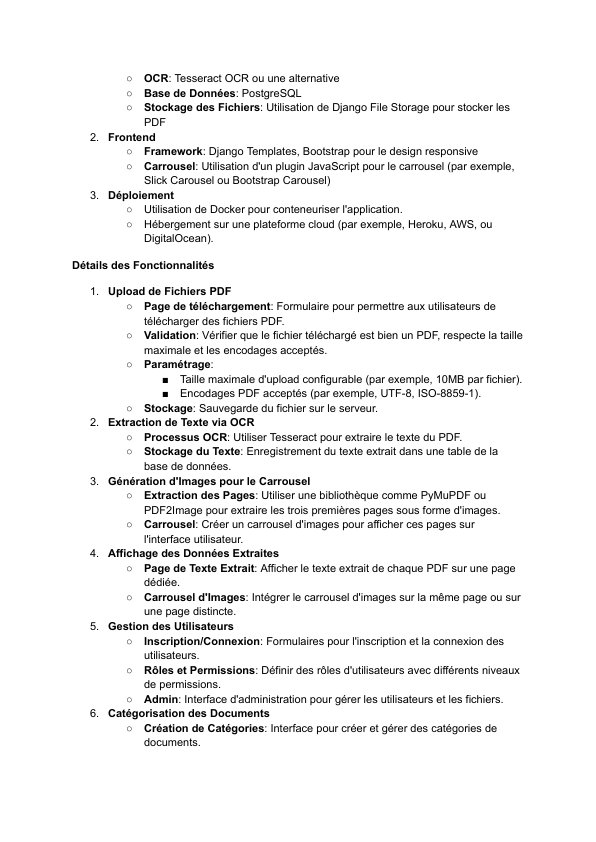 ○ OCR: Tesseract OCR ou une alternative
○ Base de Données: PostgreSQL
○ Stockage des Fichiers: Utilisation de Django File Storage pour stocker les
PDF
2. Frontend
○ Framework: Django Templates, Bootstrap pour le design responsive
○ Carrousel: Utilisation d'un plugin JavaScript pour le carrousel (par exemple,
Slick Carousel ou Bootstrap Carousel)
3. Déploiement
○ Utilisation de Docker pour conteneuriser l'application.
○ Hébergement sur une plateforme cloud (par exemple, Heroku, AWS, ou
DigitalOcean).
Détails des Fonctionnalités
1. Upload de Fichiers PDF
○ Page de téléchargement: Formulaire pour permettre aux utilisateurs de
télécharger des fichiers PDF.
○ Validation: Vérifier que le fichier téléchargé est bien un PDF, respecte la taille
maximale et les encodages acceptés.
○ Paramétrage:
■ Taille maximale d'upload configurable (par exemple, 10MB par fichier).
■ Encodages PDF acceptés (par exemple, UTF-8, ISO-8859-1).
○ Stockage: Sauvegarde du fichier sur le serveur.
2. Extraction de Texte via OCR
○ Processus OCR: Utiliser Tesseract pour extraire le texte du PDF.
○ Stockage du Texte: Enregistrement du texte extrait dans une table de la
base de données.
3. Génération d'Images pour le Carrousel
○ Extraction des Pages: Utiliser une bibliothèque comme PyMuPDF ou
PDF2Image pour extraire les trois premières pages sous forme d'images.
○ Carrousel: Créer un carrousel d'images pour afficher ces pages sur
l'interface utilisateur.
4. Affichage des Données Extraites
○ Page de Texte Extrait: Afficher le texte extrait de chaque PDF sur une page
dédiée.
○ Carrousel d'Images: Intégrer le carrousel d'images sur la même page ou sur
une page distincte.
5. Gestion des Utilisateurs
○ Inscription/Connexion: Formulaires pour l'inscription et la connexion des
utilisateurs.
○ Rôles et Permissions: Définir des rôles d'utilisateurs avec différents niveaux
de permissions.
○ Admin: Interface d'administration pour gérer les utilisateurs et les fichiers.
6. Catégorisation des Documents
○ Création de Catégories: Interface pour créer et gérer des catégories de
documents.